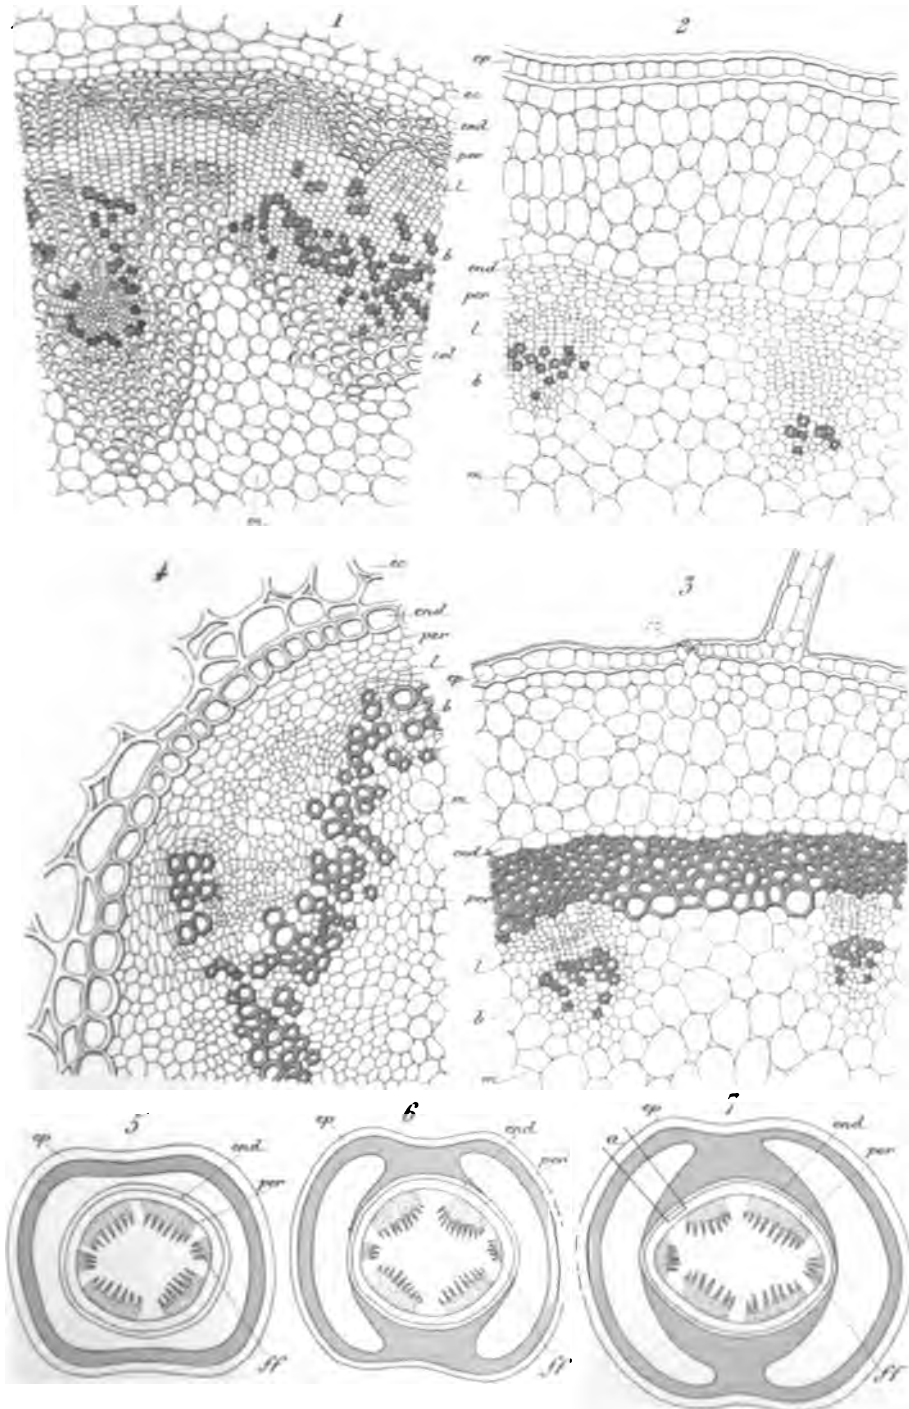 1
ec.
end.
per
l.
b
col.
m.
2
ep.
end.
per
l.
b
m.
4
ec.
end.
per
l
b
m.
3
ep.
end.
per
l
b
m.
5
ep
end.
per
ff
6
ep.
end.
per
ff
7
ep
a
end.
per
ff